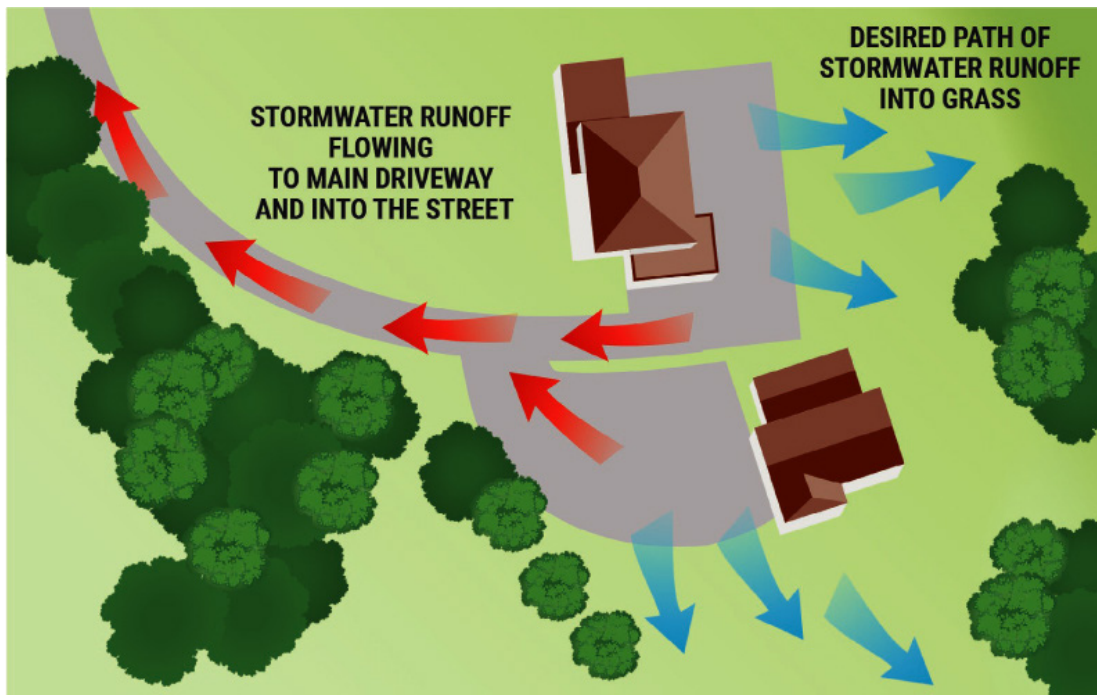 STORMWATER RUNOFF
FLOWING
TO MAIN DRIVEWAY
AND INTO THE STREET
DESIRED PATH OF
STORMWATER RUNOFF
INTO GRASS